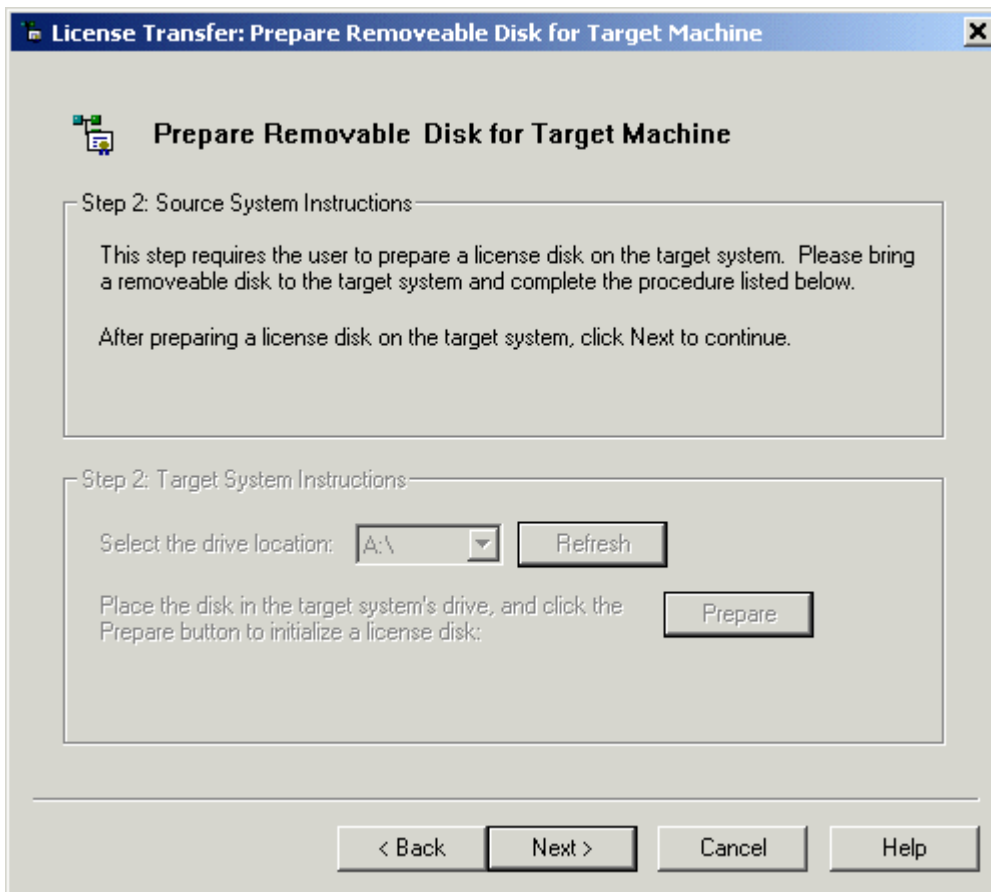 License Transfer: Prepare Removeable Disk for Target Machine
Prepare Removable Disk for Target Machine
Step 2: Source System Instructions
This step requires the user to prepare a license disk on the target system. Please bring
a removeable disk to the target system and complete the procedure listed below.
After preparing a license disk on the target system, click Next to continue.
Step 2: Target System Instructions
Select the drive location: A:\ Refresh
Place the disk in the target system's drive, and click the
Prepare button to initialize a license disk:
Prepare
< Back Next > Cancel Help